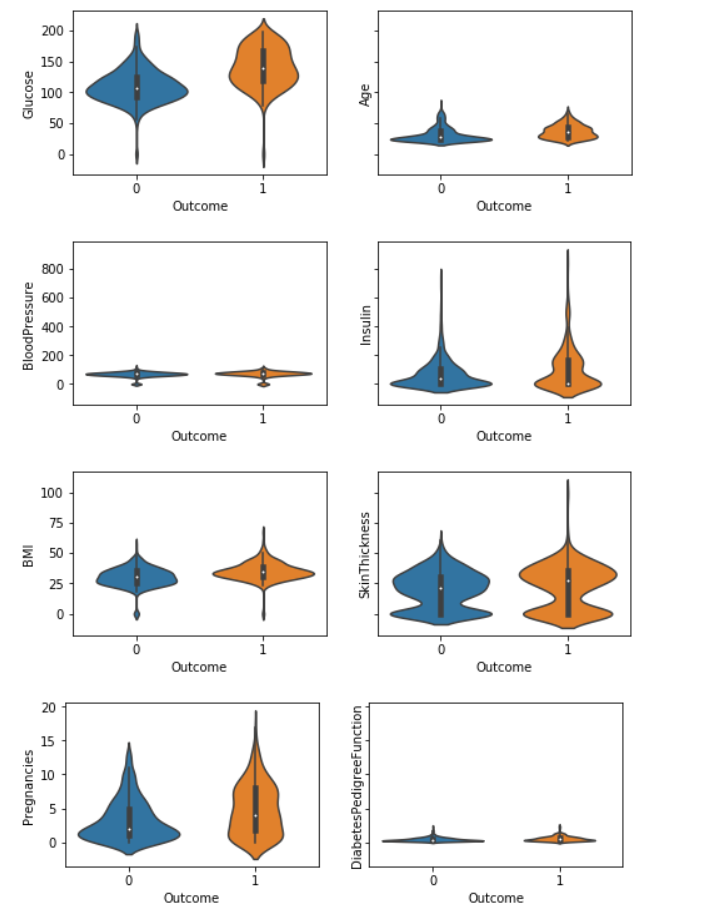 200
150
100
50
0
Glucose
0 1
Outcome
Age
0 1
Outcome
800
600
400
200
0
BloodPressure
0 1
Outcome
Insulin
0 1
Outcome
100
75
50
25
0
BMI
0 1
Outcome
SkinThickness
0 1
Outcome
20
15
10
5
0
Pregnancies
0 1
Outcome
DiabetesPedigreeFunction
0 1
Outcome